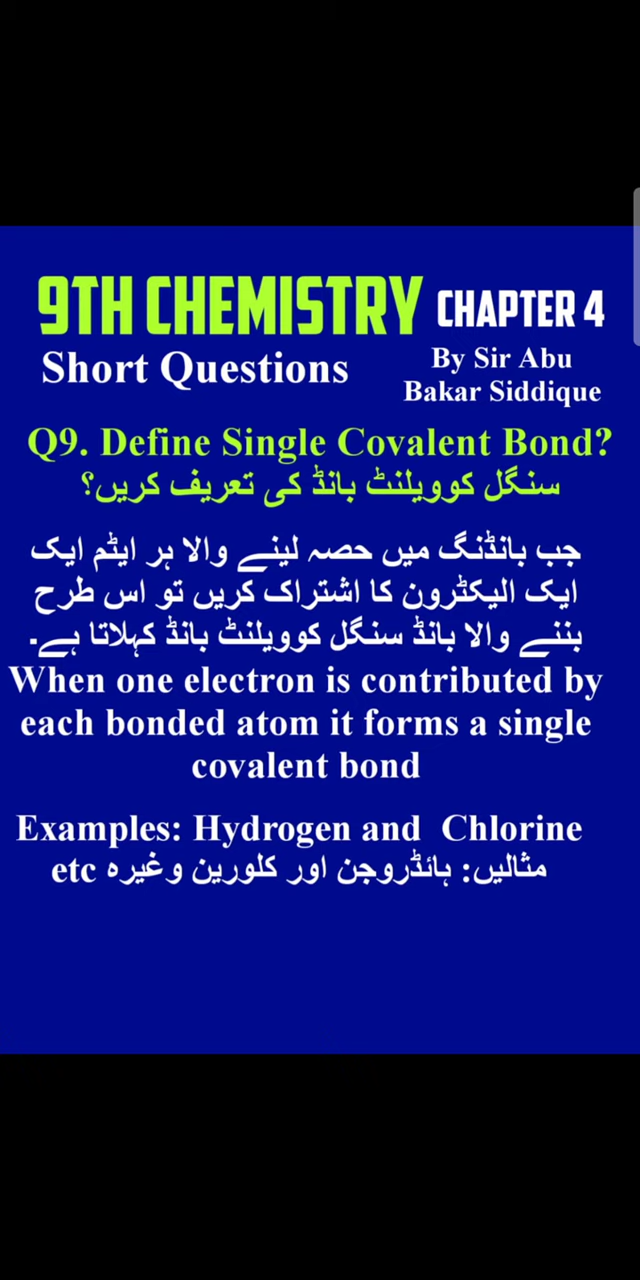 9TH CHEMISTRY CHAPTER 4
Short Questions
By Sir Abu
Bakar Siddique
Q9. Define Single Covalent Bond?
سنگل کوویلنٹ بانڈ کی تعریف کریں؟
جب بانڈنگ میں حصہ لینے والا ہر ایٹم ایک
ایک الیکٹرون کا اشتراک کریں تو اس طرح
بننے والا بانڈ سنگل کوویلنٹ بانڈ کہلاتا ہے۔
When one electron is contributed by
each bonded atom it forms a single
covalent bond
Examples: Hydrogen and Chlorine
مثالیں: ہائڈروجن اور کلورین وغیرہ etc